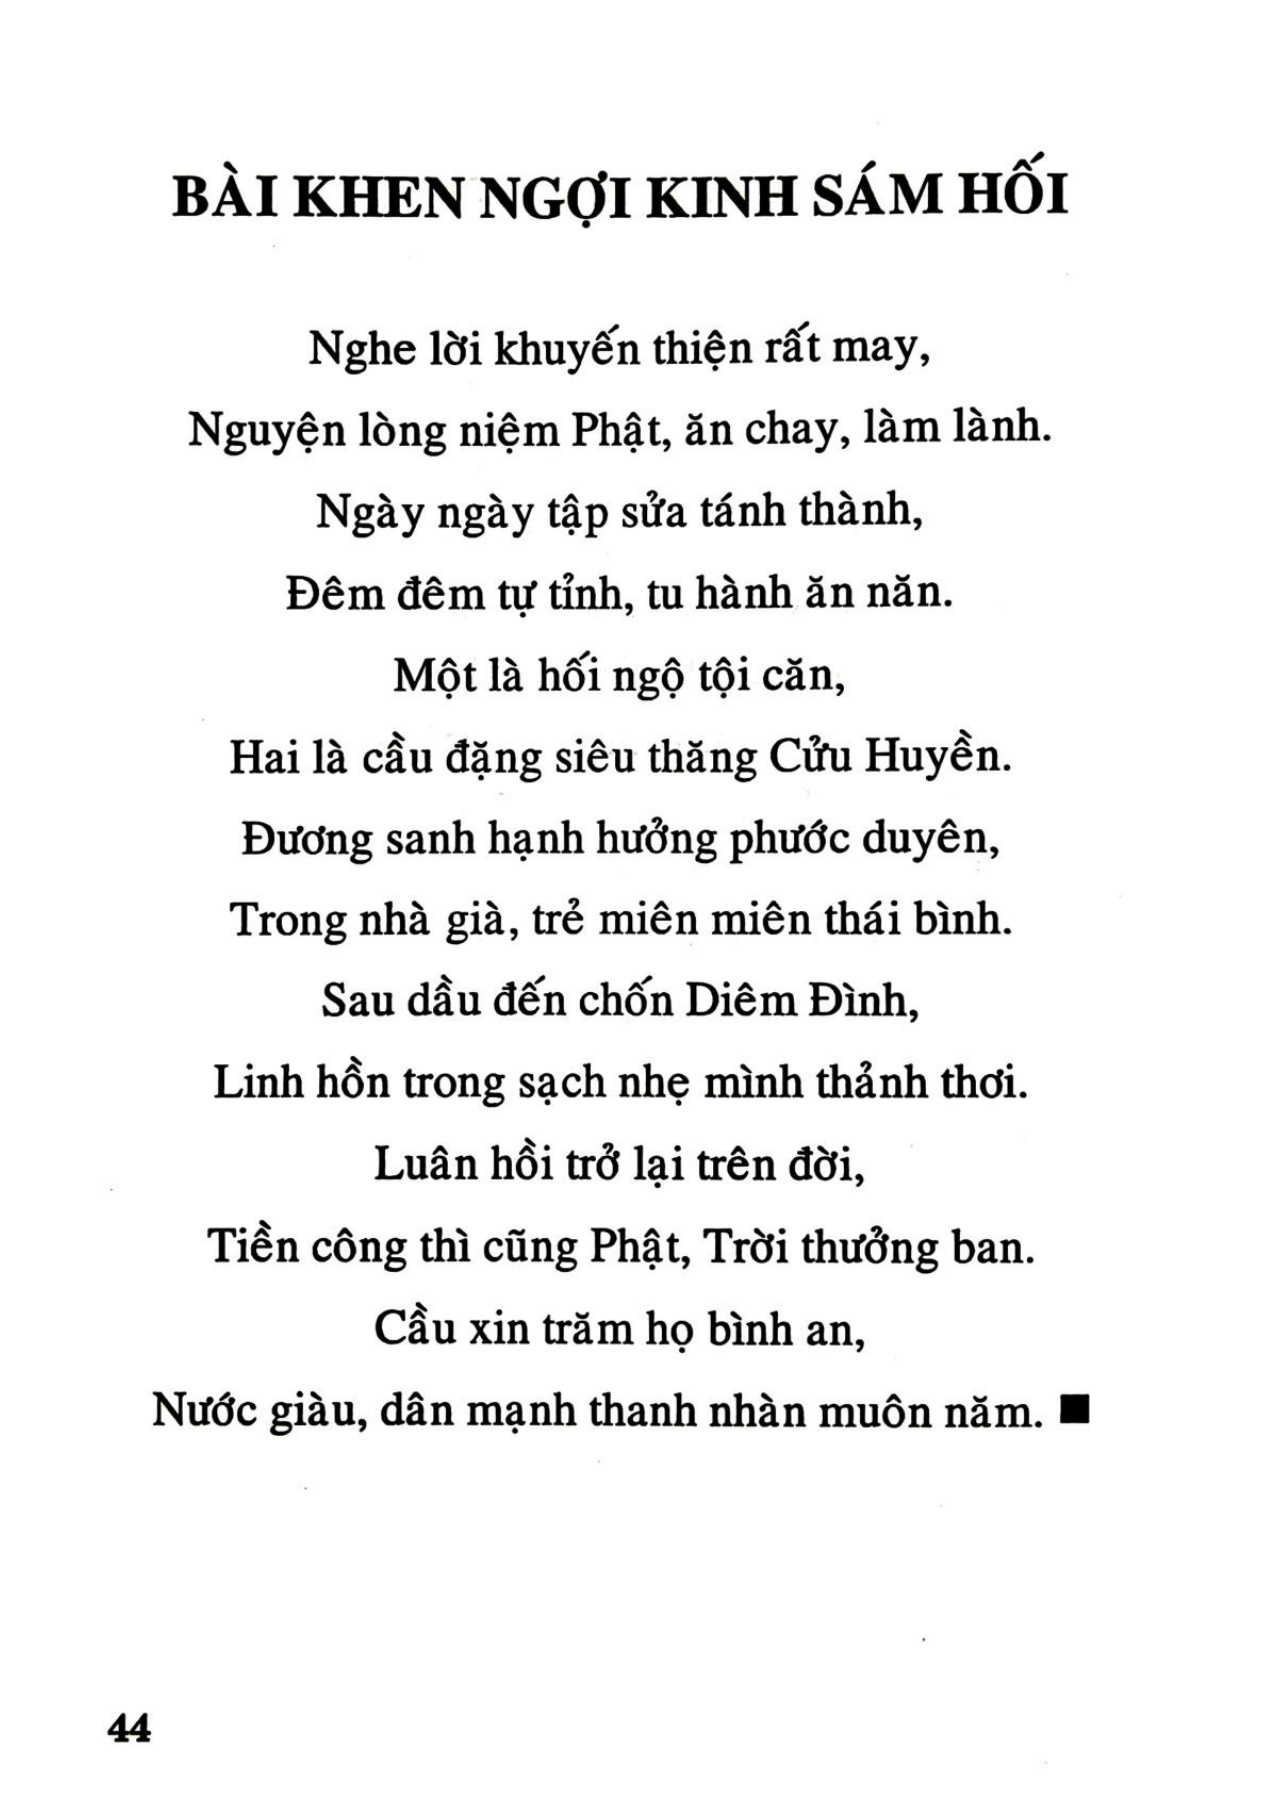 BÀI KHEN NGỢI KINH SÁM HỐI
Nghe lời khuyến thiện rất may,
Nguyện lòng niệm Phật, ăn chay, làm lành.
Ngày ngày tập sửa tánh thành,
Đêm đêm tự tỉnh, tu hành ăn năn.
Một là hối ngộ tội căn,
Hai là cầu đặng siêu thăng Cửu Huyền.
Đương sanh hạnh hưởng phước duyên,
Trong nhà già, trẻ miên miên thái bình.
Sau dầu đến chốn Diêm Đình,
Linh hồn trong sạch nhẹ mình thảnh thơi.
Luân hồi trở lại trên đời,
Tiền công thì cũng Phật, Trời thưởng ban.
Cầu xin trăm họ bình an,
Nước giàu, dân mạnh thanh nhàn muôn năm. ■
44